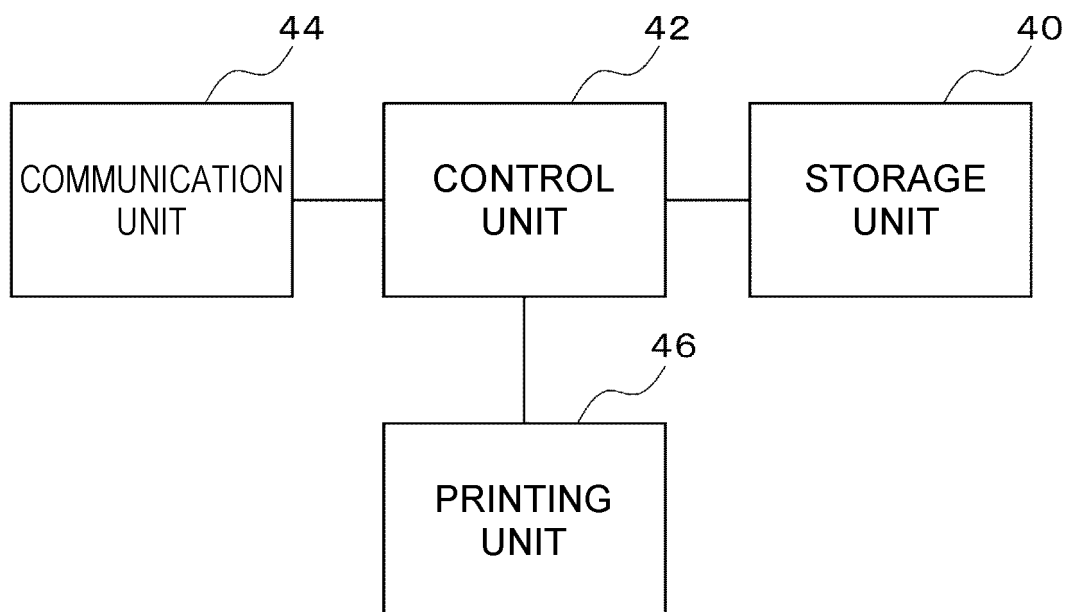 44
42
40
COMMUNICATION
UNIT
CONTROL
UNIT
STORAGE
UNIT
46
PRINTING
UNIT